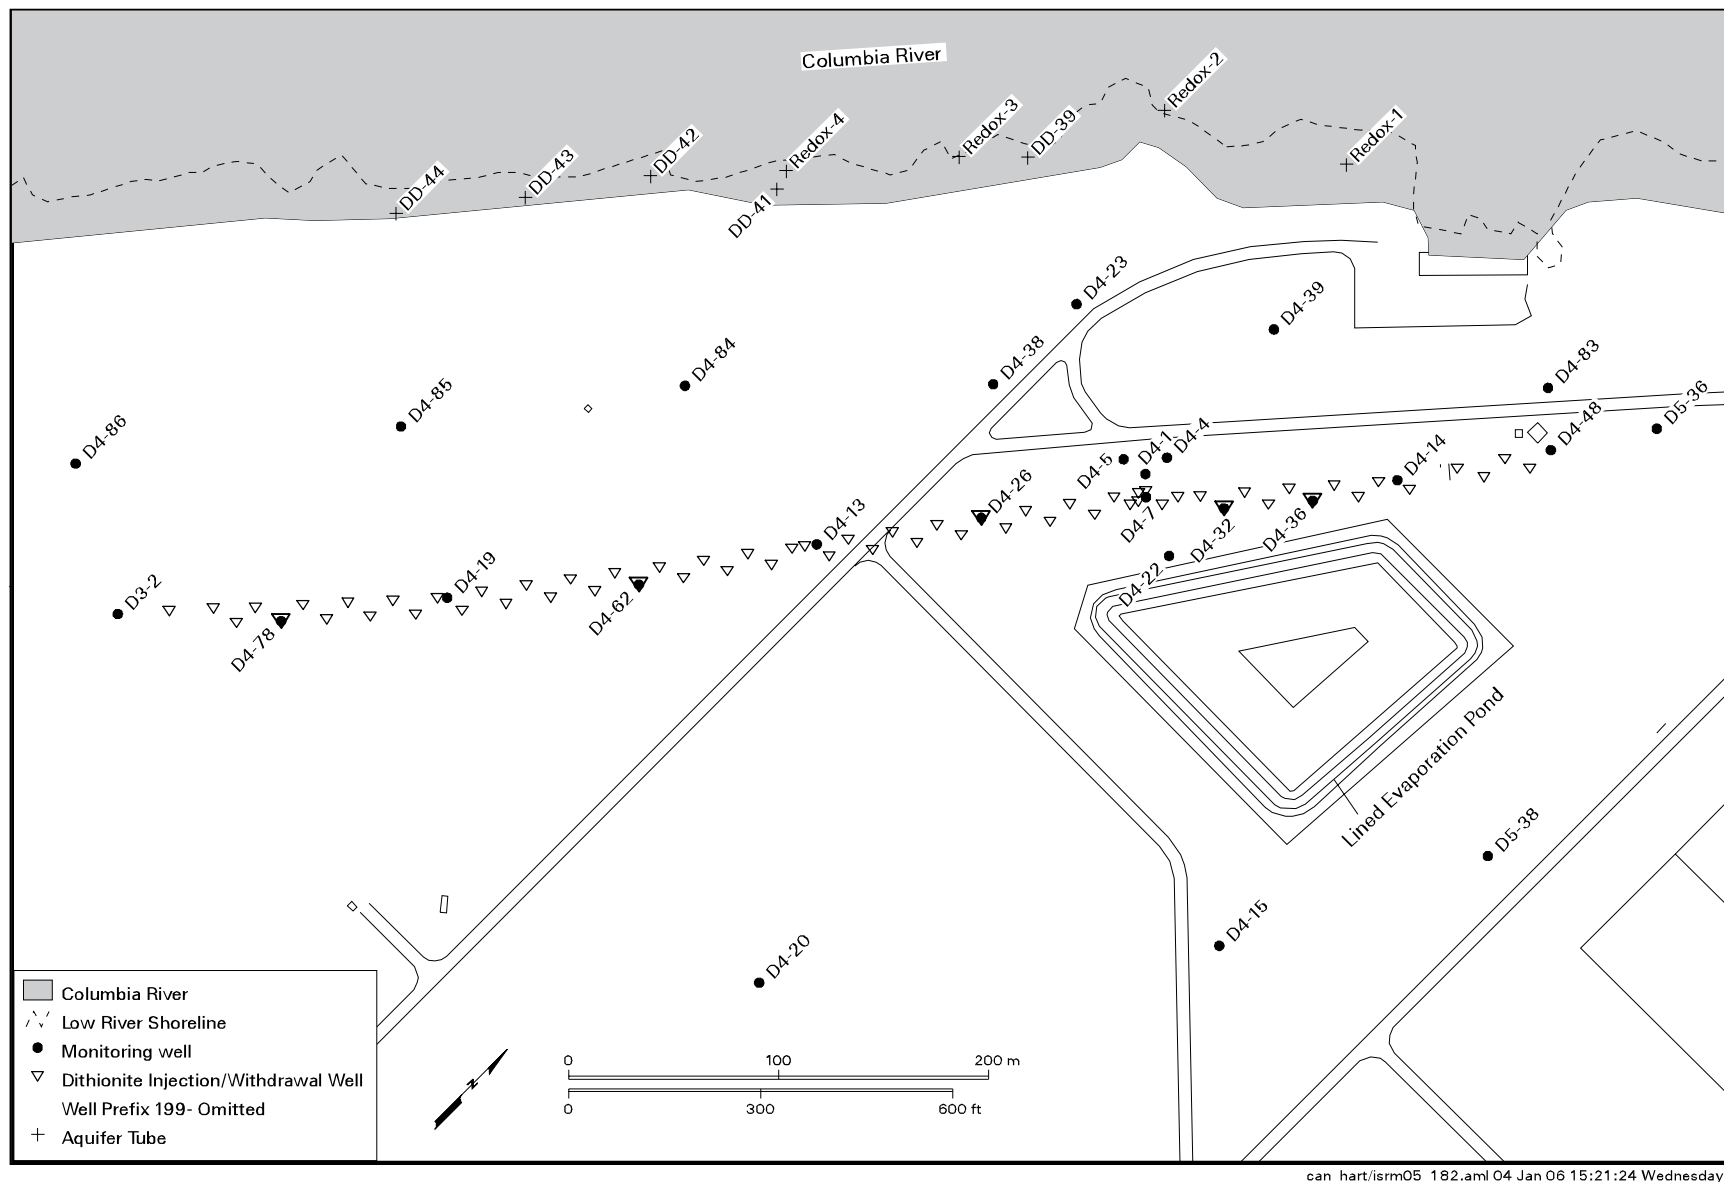 Columbia River
Redox-2
Redox-3
DD-39
Redox-1
Redox-4
DD-42
DD-43
DD-44
DD-41
D4-23
D4-39
D4-84
D4-38
D4-83
D4-85
D5-36
D4-86
D4-48
D4-4
D4-1
D4-5
D4-14
D4-26
D4-13
D4-7
D4-32
D4-36
D4-19
D3-2
D4-22
D4-62
D4-78
Lined Evaporation Pond
D5-38
D4-15
D4-20
Columbia River
Low River Shoreline
Monitoring well
Dithionite Injection/Withdrawal Well
Well Prefix 199- Omitted
Aquifer Tube
N
0 100 200 m
0 300 600 ft
can_hart/isrm05_182.aml 04 Jan 06 15:21:24 Wednesday